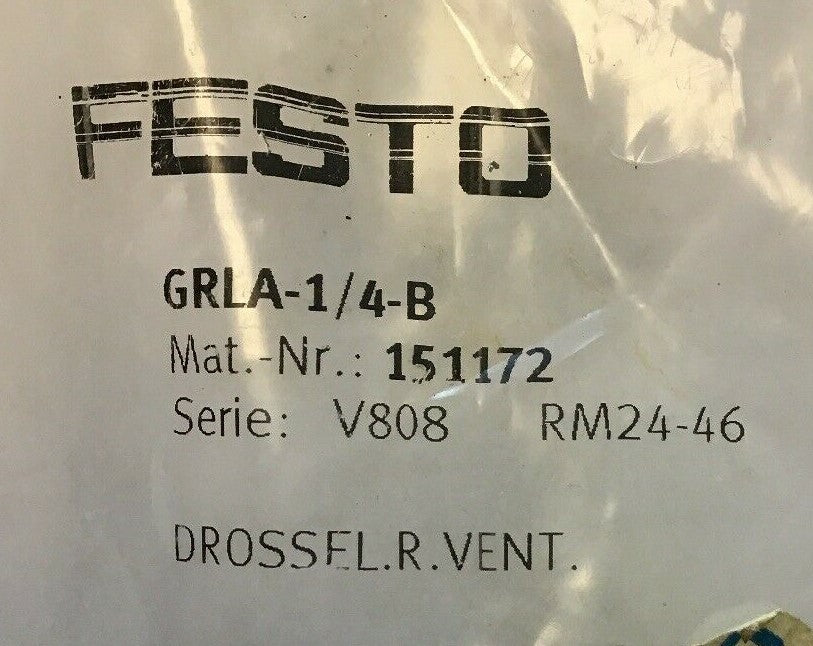 FESTO
GRLA-1/4-B
Mat.-Nr.: 151172
Serie: V808 RM24-46
DROSSEL.R.VENT.